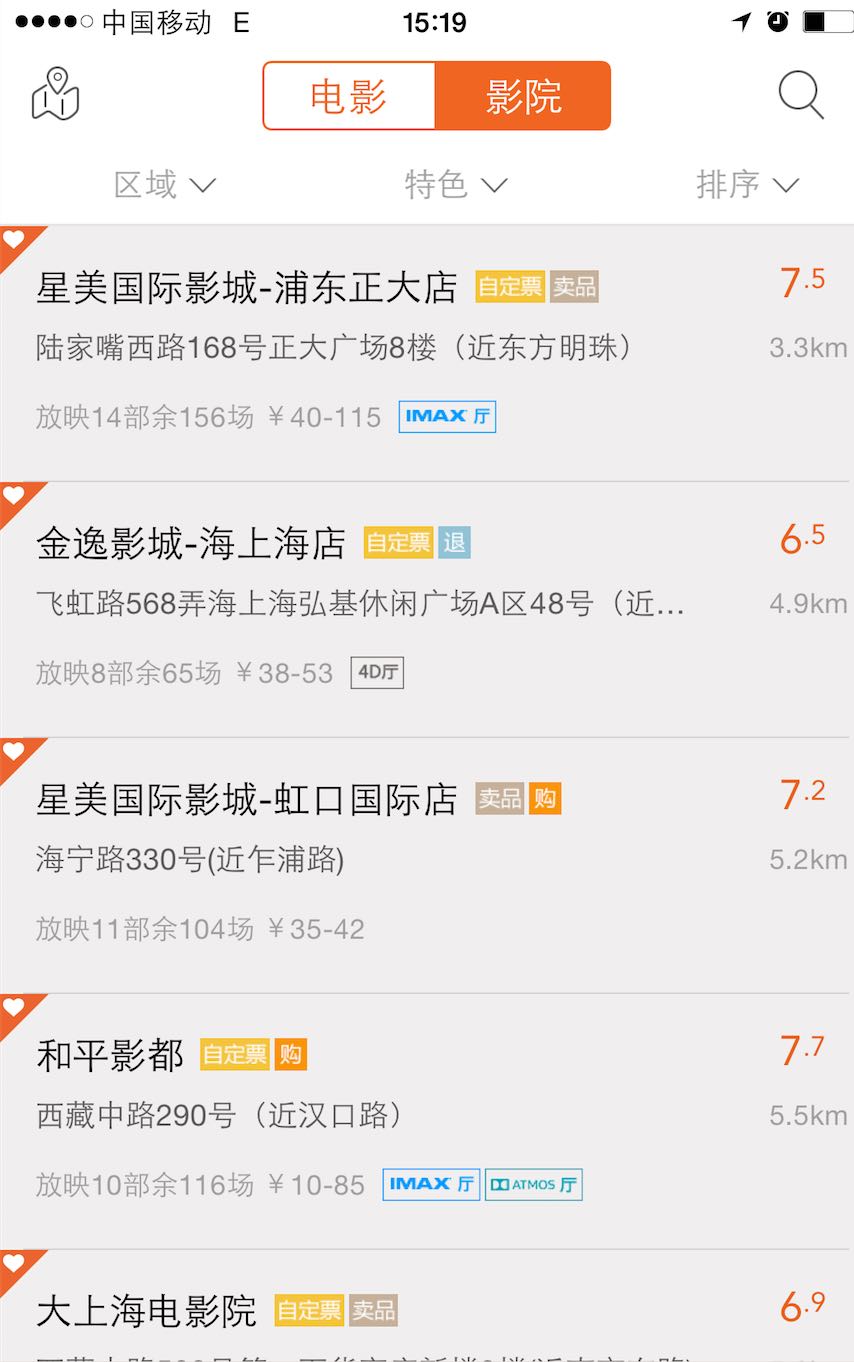 中国移动 E 15:19
电影 影院
区域 特色 排序
星美国际影城-浦东正大店 自定票 卖品 7.5
陆家嘴西路168号正大广场8楼（近东方明珠） 3.3km
放映14部余156场 ￥40-115 IMAX 厅
金逸影城-海上海店 自定票 退 6.5
飞虹路568弄海上海弘基休闲广场A区48号（近... 4.9km
放映8部余65场 ￥38-53 4D厅
星美国际影城-虹口国际店 卖品 购 7.2
海宁路330号(近乍浦路) 5.2km
放映11部余104场 ￥35-42
和平影都 自定票 购 7.7
西藏中路290号（近汉口路） 5.5km
放映10部余116场 ￥10-85 IMAX 厅 ATMOS 厅
大上海电影院 自定票 卖品 6.9